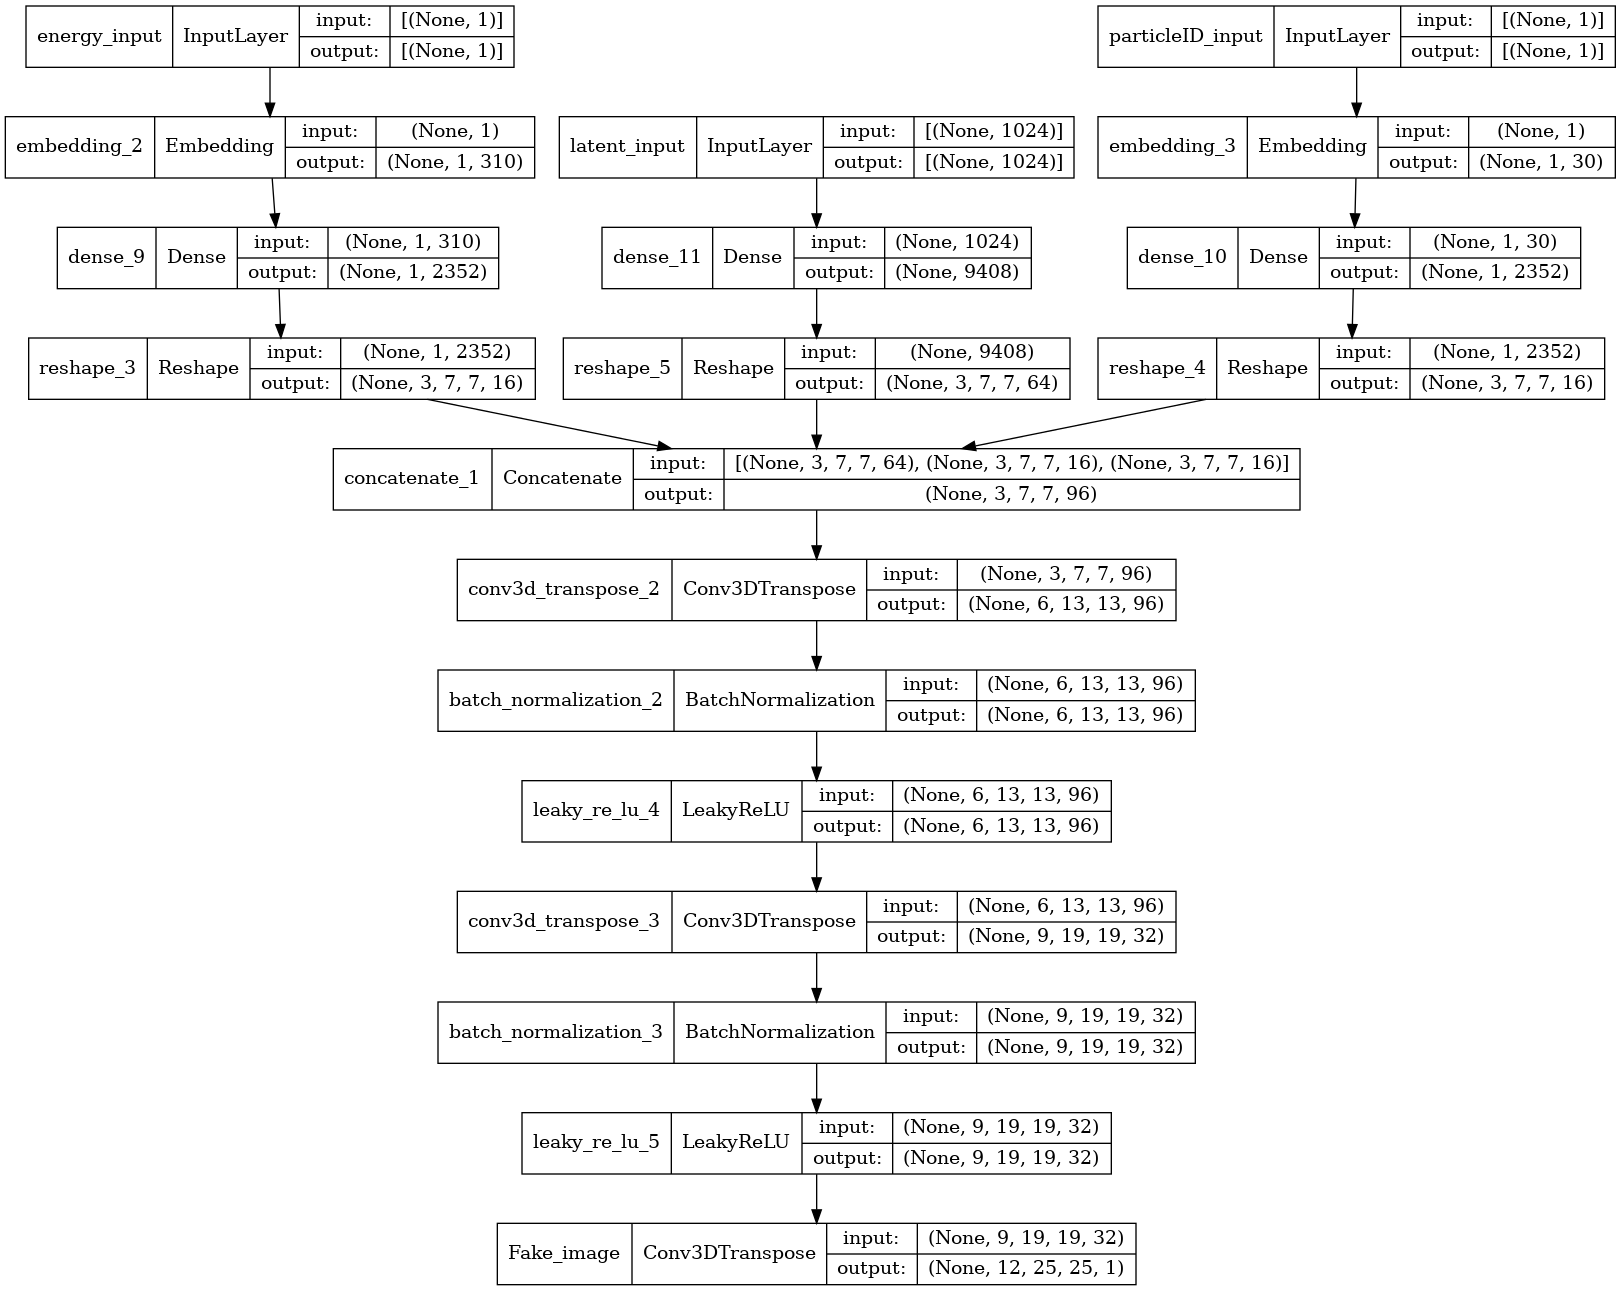 energy_input InputLayer input: [(None, 1)]
output: [(None, 1)]
particleID_input InputLayer input: [(None, 1)]
output: [(None, 1)]
embedding_2 Embedding input: (None, 1)
output: (None, 1, 310)
latent_input InputLayer input: [(None, 1024)]
output: [(None, 1024)]
embedding_3 Embedding input: (None, 1)
output: (None, 1, 30)
dense_9 Dense input: (None, 1, 310)
output: (None, 1, 2352)
dense_11 Dense input: (None, 1024)
output: (None, 9408)
dense_10 Dense input: (None, 1, 30)
output: (None, 1, 2352)
reshape_3 Reshape input: (None, 1, 2352)
output: (None, 3, 7, 7, 16)
reshape_5 Reshape input: (None, 9408)
output: (None, 3, 7, 7, 64)
reshape_4 Reshape input: (None, 1, 2352)
output: (None, 3, 7, 7, 16)
concatenate_1 Concatenate input: [(None, 3, 7, 7, 64), (None, 3, 7, 7, 16), (None, 3, 7, 7, 16)]
output: (None, 3, 7, 7, 96)
conv3d_transpose_2 Conv3DTranspose input: (None, 3, 7, 7, 96)
output: (None, 6, 13, 13, 96)
batch_normalization_2 BatchNormalization input: (None, 6, 13, 13, 96)
output: (None, 6, 13, 13, 96)
leaky_re_lu_4 LeakyReLU input: (None, 6, 13, 13, 96)
output: (None, 6, 13, 13, 96)
conv3d_transpose_3 Conv3DTranspose input: (None, 6, 13, 13, 96)
output: (None, 9, 19, 19, 32)
batch_normalization_3 BatchNormalization input: (None, 9, 19, 19, 32)
output: (None, 9, 19, 19, 32)
leaky_re_lu_5 LeakyReLU input: (None, 9, 19, 19, 32)
output: (None, 9, 19, 19, 32)
Fake_image Conv3DTranspose input: (None, 9, 19, 19, 32)
output: (None, 12, 25, 25, 1)